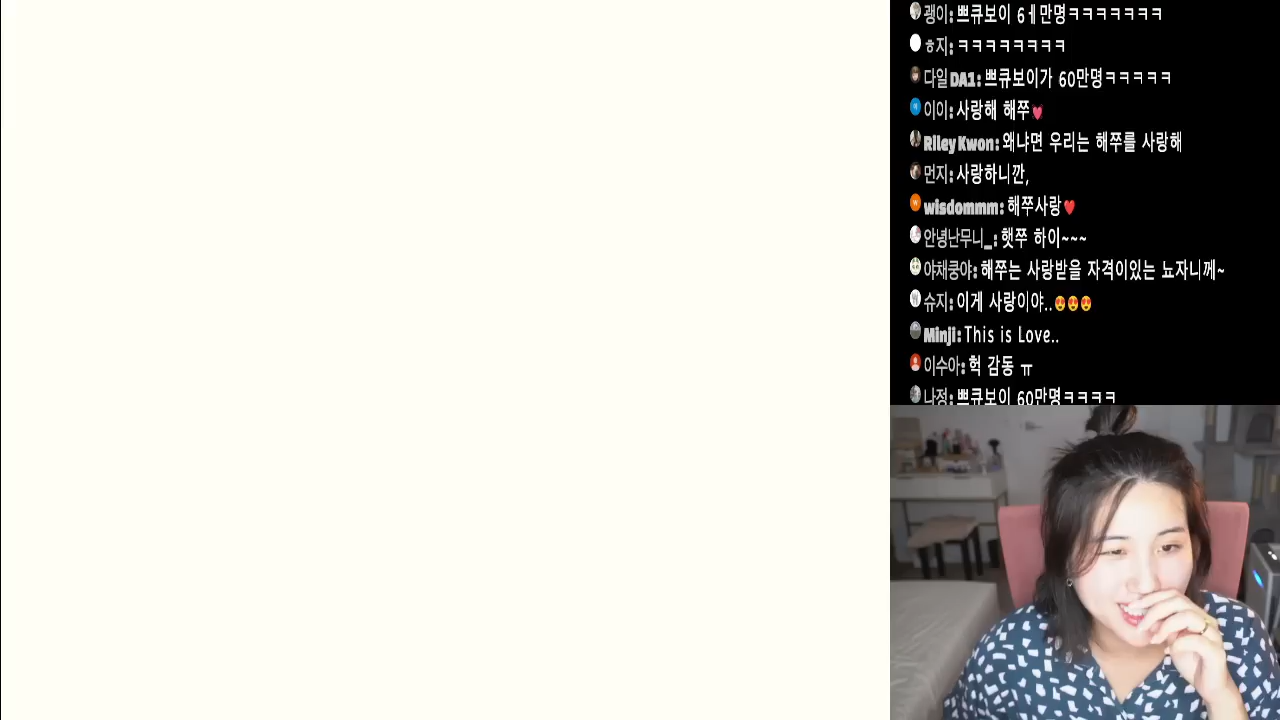 괭이: 쁘큐보이 6ㅔ만명ㅋㅋㅋㅋㅋㅋㅋ
ㅎ지: ㅋㅋㅋㅋㅋㅋㅋㅋ
다일DA1: 쁘큐보이가 60만명ㅋㅋㅋㅋㅋ
이이: 사랑해 해쭈💓
Riley Kwon: 왜냐면 우리는 해쭈를 사랑해
먼지: 사랑하니깐,
wisdommm: 해쭈사랑❤️
안녕난무니_: 햇쭈 하이~~~
야채쿵야: 해쭈는 사랑받을 자격이있는 뇨자니께~
슈지: 이게 사랑이야..😍😍😍
Minji: This is Love..
이수아: 헉 감동 ㅠ
나정: 쁘큐보이 60만명ㅋㅋㅋㅋ